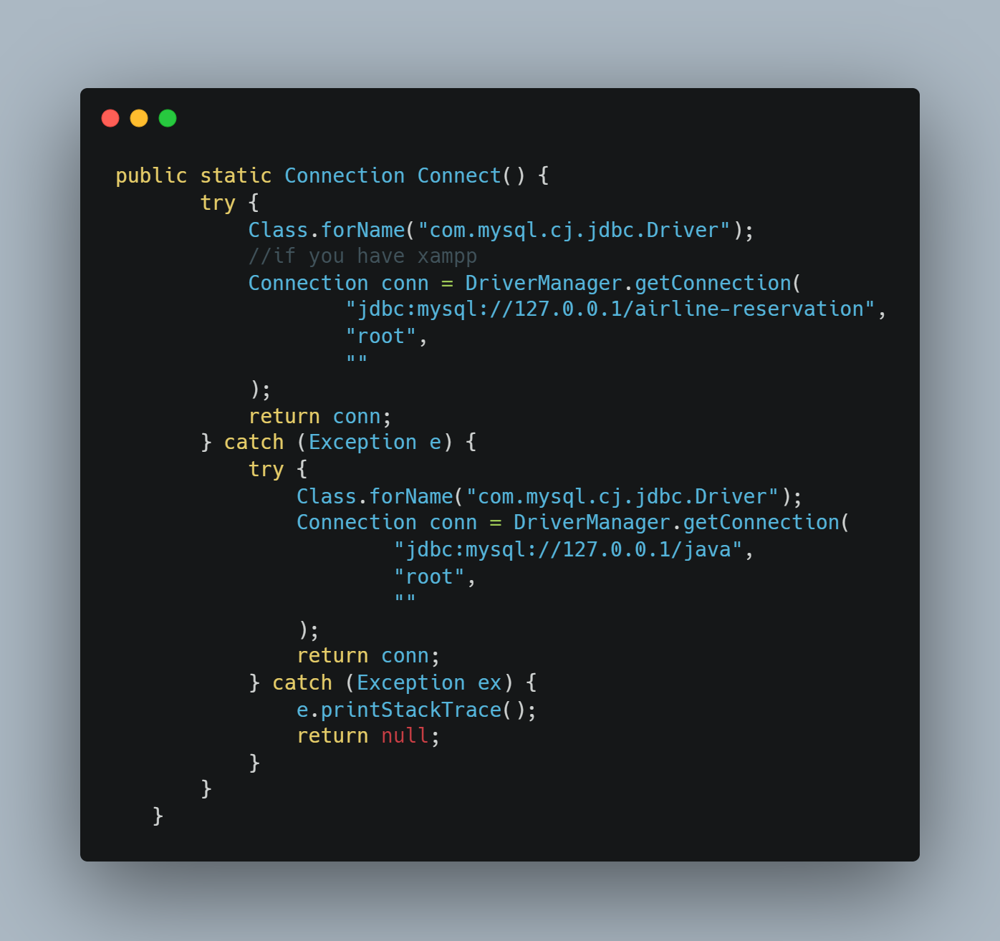 public static Connection Connect() {
        try {
            Class.forName("com.mysql.cj.jdbc.Driver");
            //if you have xampp
            Connection conn = DriverManager.getConnection(
                    "jdbc:mysql://127.0.0.1/airline-reservation",
                    "root",
                    ""
            );
            return conn;
        } catch (Exception e) {
            try {
                Class.forName("com.mysql.cj.jdbc.Driver");
                Connection conn = DriverManager.getConnection(
                        "jdbc:mysql://127.0.0.1/java",
                        "root",
                        ""
                );
                return conn;
            } catch (Exception ex) {
                e.printStackTrace();
                return null;
            }
        }
    }